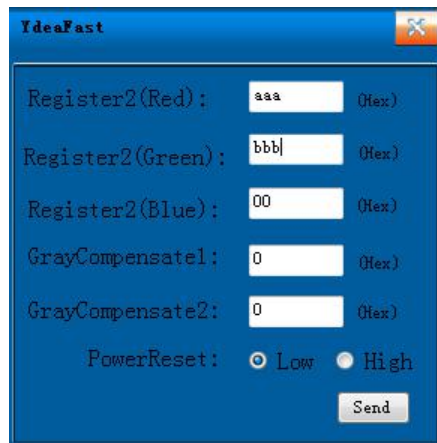 YdeaFast
Register2(Red): aaa (Hex)
Register2(Green): bbb (Hex)
Register2(Blue): 00 (Hex)
GrayCompensate1: 0 (Hex)
GrayCompensate2: 0 (Hex)
PowerReset: Low High
Send